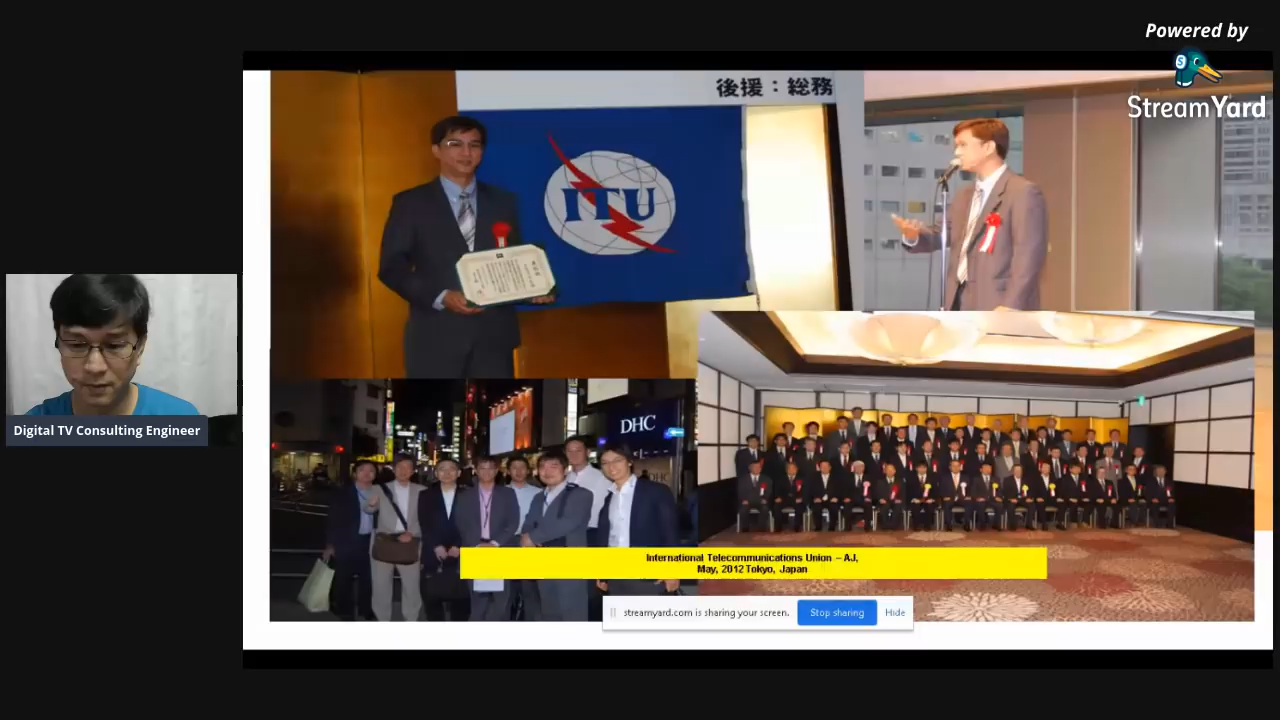 Powered by
StreamYard
後援：総務
ITU
DHC
International Telecommunications Union – AJ,
May, 2012 Tokyo, Japan
streamyard.com is sharing your screen.
Stop sharing
Hide
Digital TV Consulting Engineer